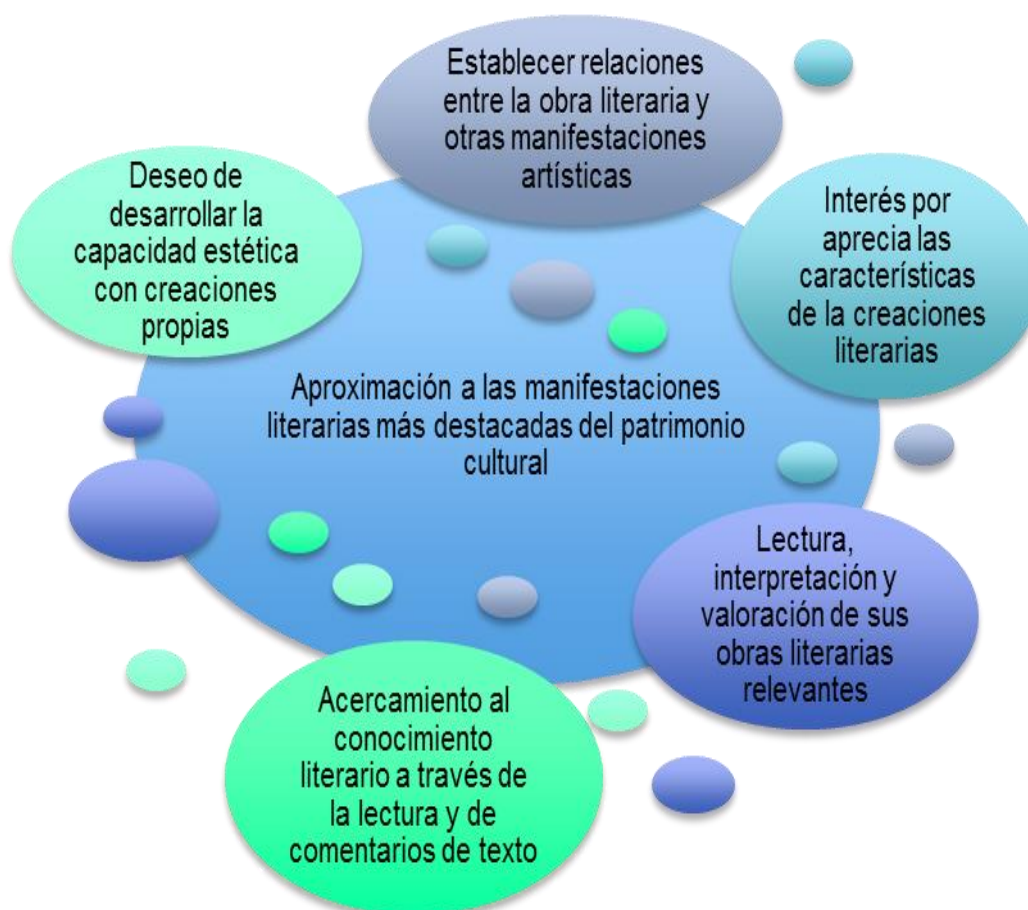 Establecer relaciones
entre la obra literaria y
otras manifestaciones
artísticas
Deseo de
desarrollar la
capacidad estética
con creaciones
propias
Interés por
aprecia las
características
de la creaciones
literarias
Aproximación a las manifestaciones
literarias más destacadas del patrimonio
cultural
Lectura,
interpretación y
valoración de sus
obras literarias
relevantes
Acercamiento al
conocimiento
literario a través de
la lectura y de
comentarios de texto